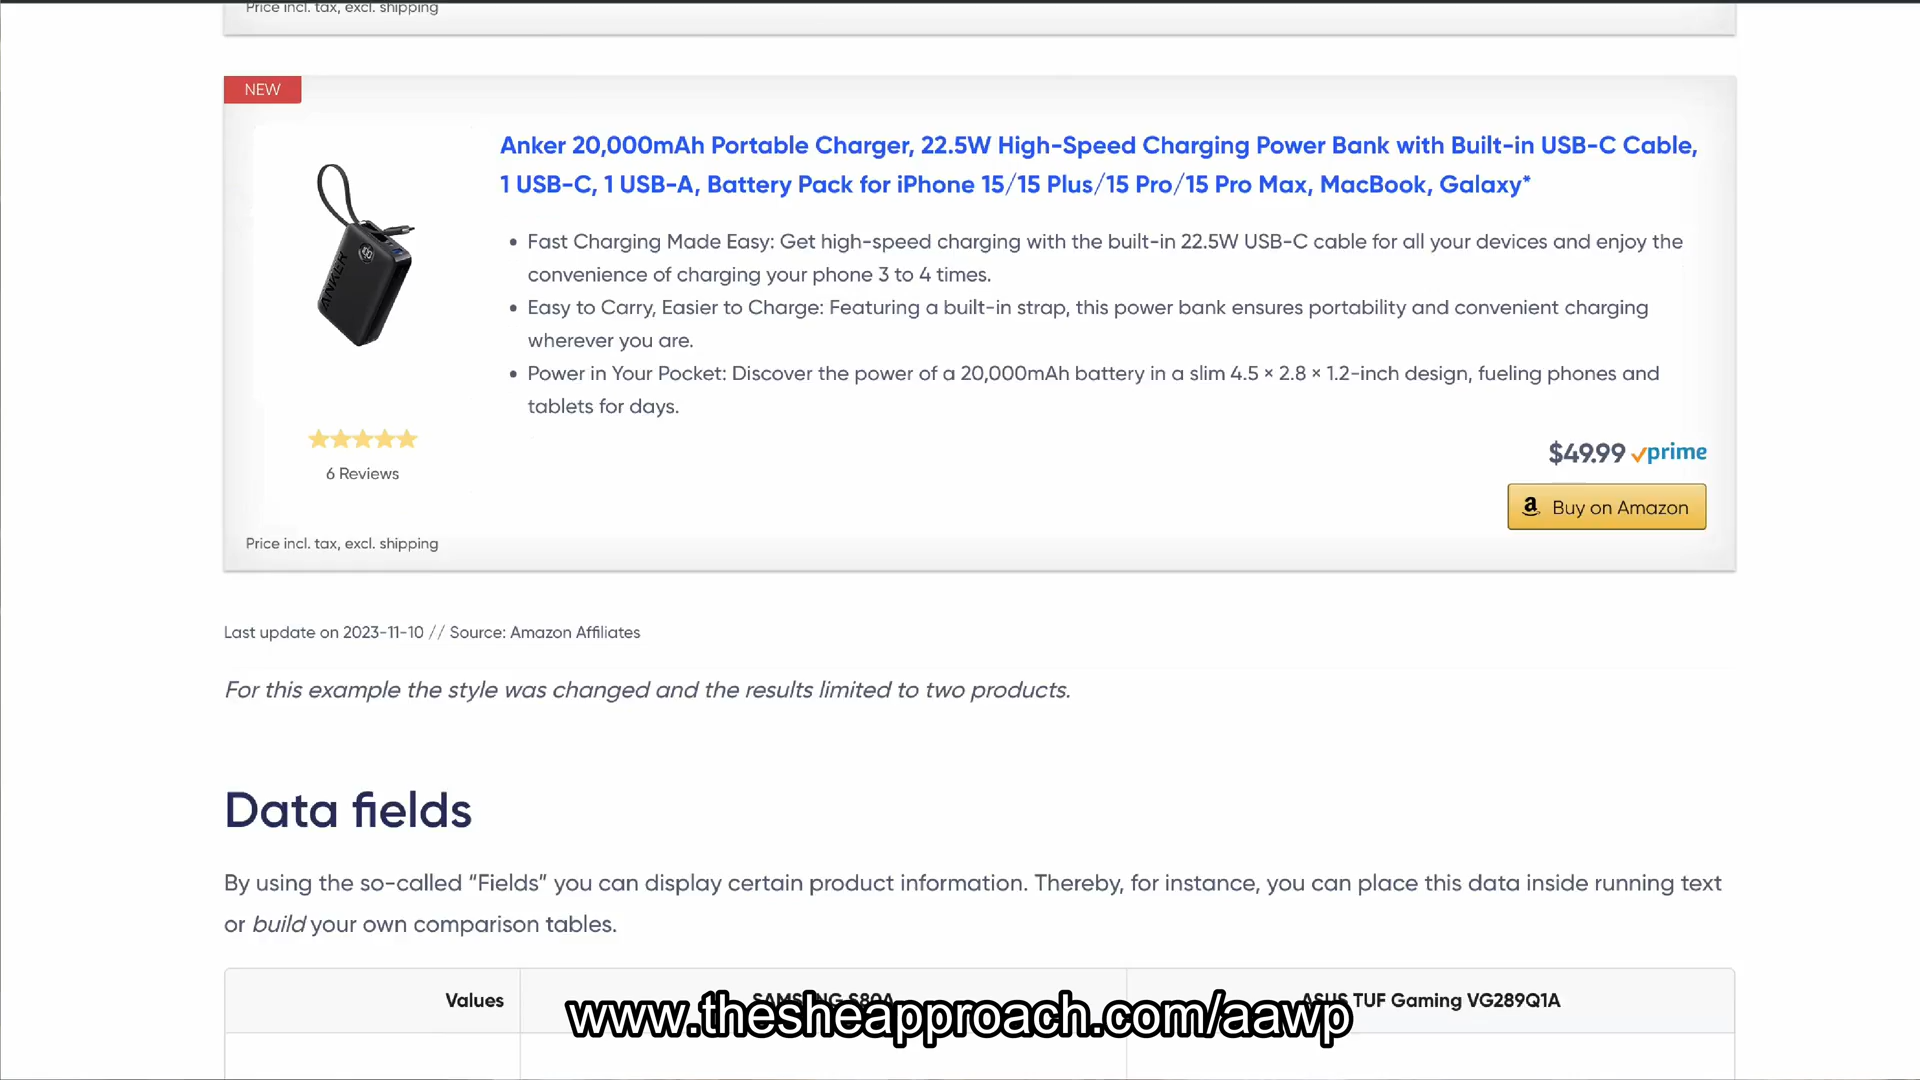 Price incl. tax, excl. shipping
NEW
Anker 20,000mAh Portable Charger, 22.5W High-Speed Charging Power Bank with Built-in USB-C Cable,
1 USB-C, 1 USB-A, Battery Pack for iPhone 15/15 Plus/15 Pro/15 Pro Max, MacBook, Galaxy*
• Fast Charging Made Easy: Get high-speed charging with the built-in 22.5W USB-C cable for all your devices and enjoy the
convenience of charging your phone 3 to 4 times.
• Easy to Carry, Easier to Charge: Featuring a built-in strap, this power bank ensures portability and convenient charging
wherever you are.
• Power in Your Pocket: Discover the power of a 20,000mAh battery in a slim 4.5 × 2.8 × 1.2-inch design, fueling phones and
tablets for days.
ANKER
6 Reviews
$49.99 prime
Buy on Amazon
Price incl. tax, excl. shipping
Last update on 2023-11-10 // Source: Amazon Affiliates
For this example the style was changed and the results limited to two products.
Data fields
By using the so-called “Fields” you can display certain product information. Thereby, for instance, you can place this data inside running text
or build your own comparison tables.
Values SAMSUNG S80A ASUS TUF Gaming VG289Q1A
www.thesheapproach.com/aawp